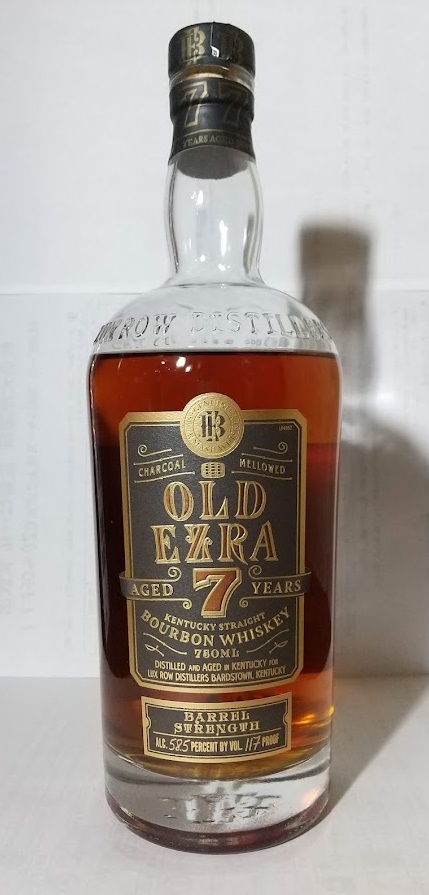 7 7
YEARS AGED
LUX ROW DISTILLERS
CHARCOAL MELLOWED
OLD
EZRA
AGED 7 YEARS
KENTUCKY STRAIGHT
BOURBON WHISKEY
750ML
DISTILLED AND AGED IN KENTUCKY FOR
LUX ROW DISTILLERS BARDSTOWN, KENTUCKY
BARREL
STRENGTH
ALC. 58.5 PERCENT BY VOL. 117 PROOF